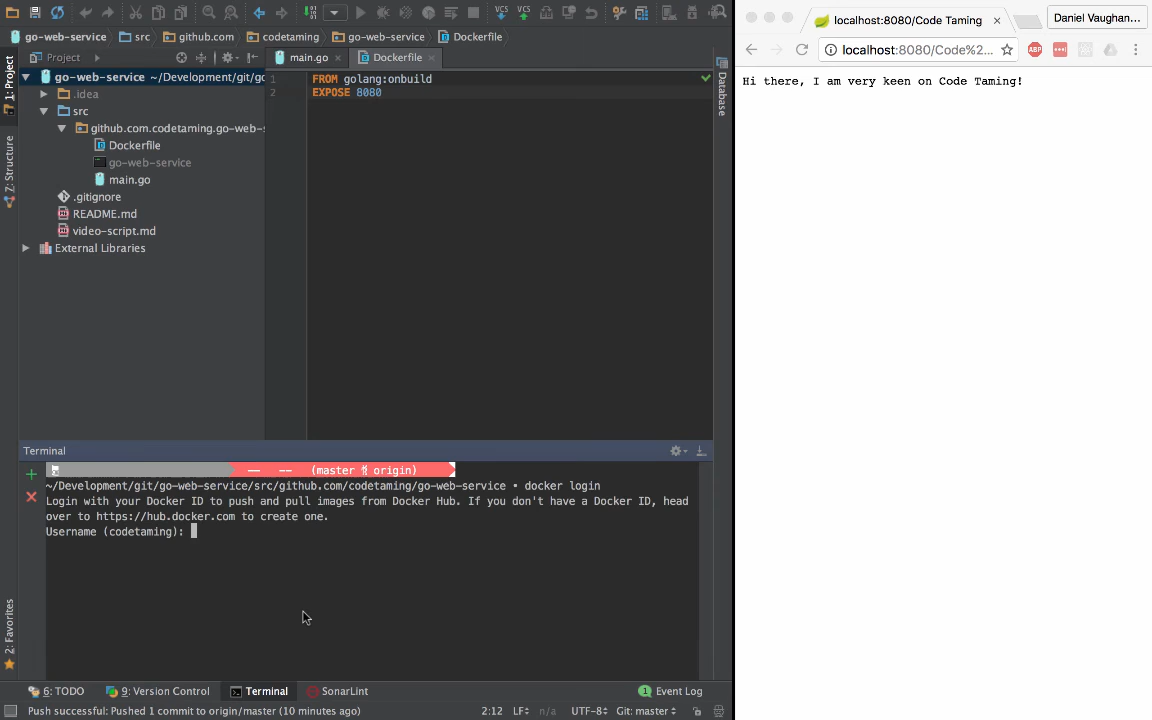 go-web-service
src
github.com
codetaming
go-web-service
Dockerfile
Project
main.go
Dockerfile
1: Project
Z: Structure
2: Favorites
Database
go-web-service ~/Development/git/go
.idea
src
github.com.codetaming.go-web-s
Dockerfile
go-web-service
main.go
.gitignore
README.md
video-script.md
External Libraries
1 FROM golang:onbuild
2 EXPOSE 8080
Terminal
(master origin)
~/Development/git/go-web-service/src/github.com/codetaming/go-web-service • docker login
Login with your Docker ID to push and pull images from Docker Hub. If you don't have a Docker ID, head
over to https://hub.docker.com to create one.
Username (codetaming):
6: TODO
9: Version Control
Terminal
SonarLint
1 Event Log
Push successful: Pushed 1 commit to origin/master (10 minutes ago)
2:12 LF÷ n/a UTF-8÷ Git: master÷
localhost:8080/Code Taming
Daniel Vaughan...
localhost:8080/Code%2...
ABP
Hi there, I am very keen on Code Taming!